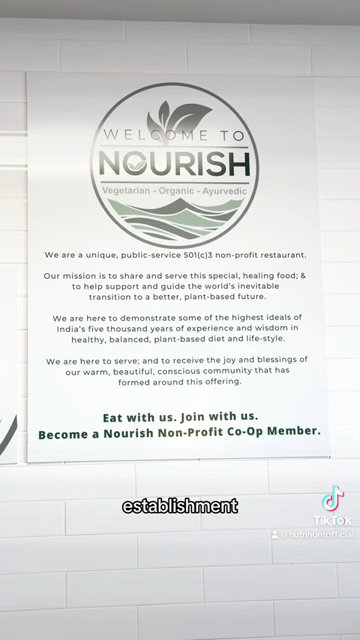 WELCOME TO
NOURISH
Vegetarian - Organic - Ayurvedic
We are a unique, public-service 501(c)3 non-profit restaurant.
Our mission is to share and serve this special, healing food; &
to help support and guide the world's inevitable
transition to a better, plant-based future.
We are here to demonstrate some of the highest ideals of
India's five thousand years of experience and wisdom in
healthy, balanced, plant-based diet and life-style.
We are here to serve; and to receive the joy and blessings of
our warm, beautiful, conscious community that has
formed around this offering.
Eat with us. Join with us.
Become a Nourish Non-Profit Co-Op Member.
establishment
TikTok
@nutrihuntofficial